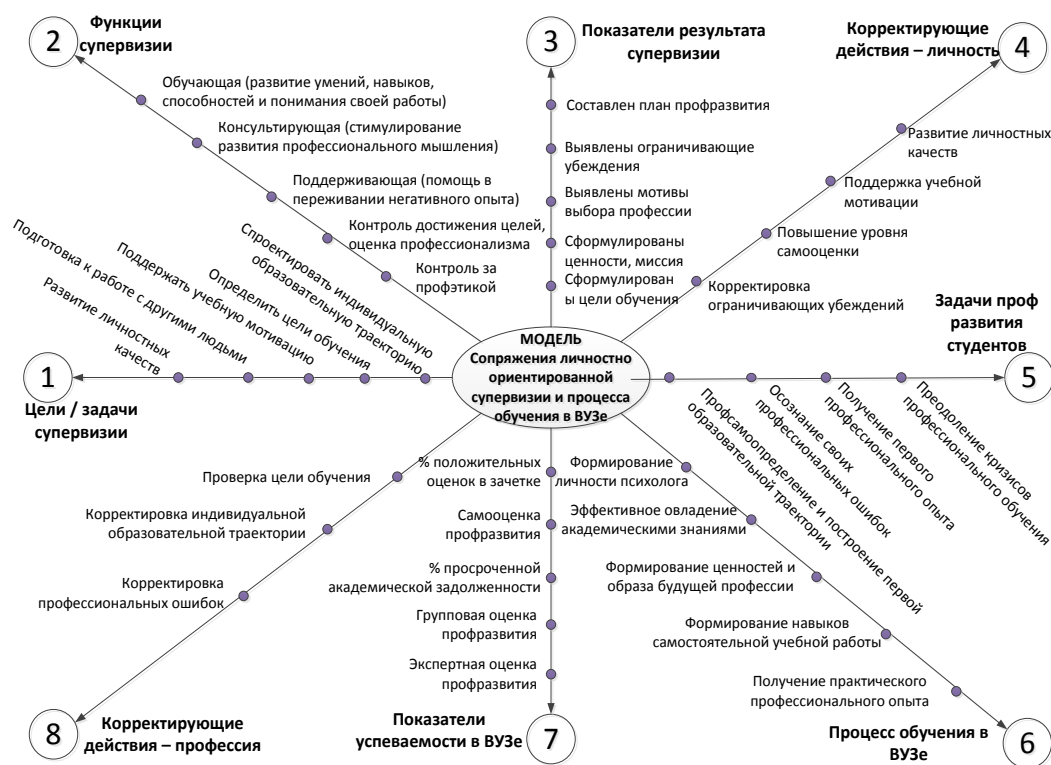 2
Функции
супервизии
Обучающая (развитие умений, навыков,
способностей и понимания своей работы)
Консультирующая (стимулирование
развития профессионального мышления)
Поддерживающая (помощь в
переживании негативного опыта)
Контроль достижения целей,
оценка профессионализма
Контроль за
профэтикой
3
Показатели результата
супервизии
Составлен план профразвития
Выявлены ограничивающие
убеждения
Выявлены мотивы
выбора профессии
Сформулированы
ценности, миссия
Сформулирован
ы цели обучения
Корректирующие
действия – личность
4
Развитие личностных
качеств
Поддержка учебной
мотивации
Повышение уровня
самооценки
Корректировка
ограничивающих убеждений
1
Цели / задачи
супервизии
Развитие личностных
качеств
Подготовка к работе с другими людьми
Поддержать учебную мотивацию
Определить цели обучения
Спроектировать индивидуальную
образовательную траекторию
МОДЕЛЬ
Сопряжения личностно
ориентированной
супервизии и процесса
обучения в ВУЗе
Задачи проф
развития
студентов
5
Профсамоопределение и построение первой
образовательной траектории
Осознание своих
профессиональных ошибок
Получение первого
профессионального опыта
Преодоление кризисов
профессионального обучения
Проверка цели обучения
Корректировка индивидуальной
образовательной траектории
Корректировка
профессиональных ошибок
8
Корректирующие
действия – профессия
% положительных
оценок в зачетке
Самооценка
профразвития
% просроченной
академической задолженности
Групповая оценка
профразвития
Экспертная оценка
профразвития
Показатели
успеваемости в ВУЗе
7
Формирование
личности психолога
Эффективное овладение
академическими знаниями
Формирование ценностей и
образа будущей профессии
Формирование навыков
самостоятельной учебной работы
Получение практического
профессионального опыта
Процесс обучения в
ВУЗе
6